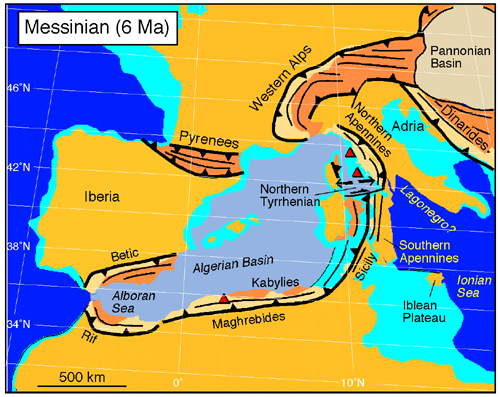 Messinian (6 Ma)
Pannonian
Basin
Western Alps
46°N
Northern
Apennines
Dinarides
Adria
Pyrenees
42°N
Northern
Tyrrhenian
Iberia
Lagonegro?
38°N
Betic
Algerian Basin
Southern
Apennines
Sicily
Kabylies
Ionian
Sea
Alboran
Sea
Iblean
Plateau
Maghrebides
34°N
Rif
500 km
0°
10°N